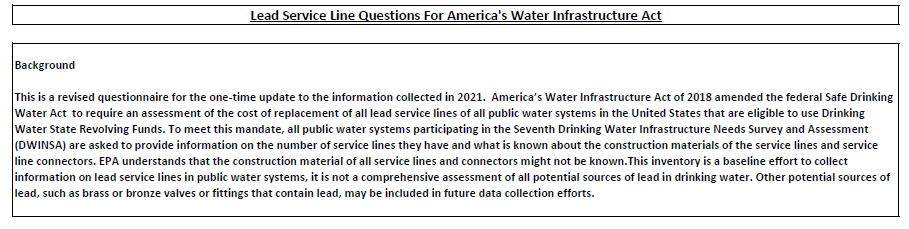 Lead Service Line Questions For America's Water Infrastructure Act
Background
This is a revised questionnaire for the one-time update to the information collected in 2021.  America's Water Infrastructure Act of 2018 amended the federal Safe Drinking
Water Act  to require an assessment of the cost of replacement of all lead service lines of all public water systems in the United States that are eligible to use Drinking
Water State Revolving Funds. To meet this mandate, all public water systems participating in the Seventh Drinking Water Infrastructure Needs Survey and Assessment
(DWINSA) are asked to provide information on the number of service lines they have and what is known about the construction materials of the service lines and service
line connectors. EPA understands that the construction material of all service lines and connectors might not be known.This inventory is a baseline effort to collect
information on lead service lines in public water systems, it is not a comprehensive assessment of all potential sources of lead in drinking water. Other potential sources of
lead, such as brass or bronze valves or fittings that contain lead, may be included in future data collection efforts.